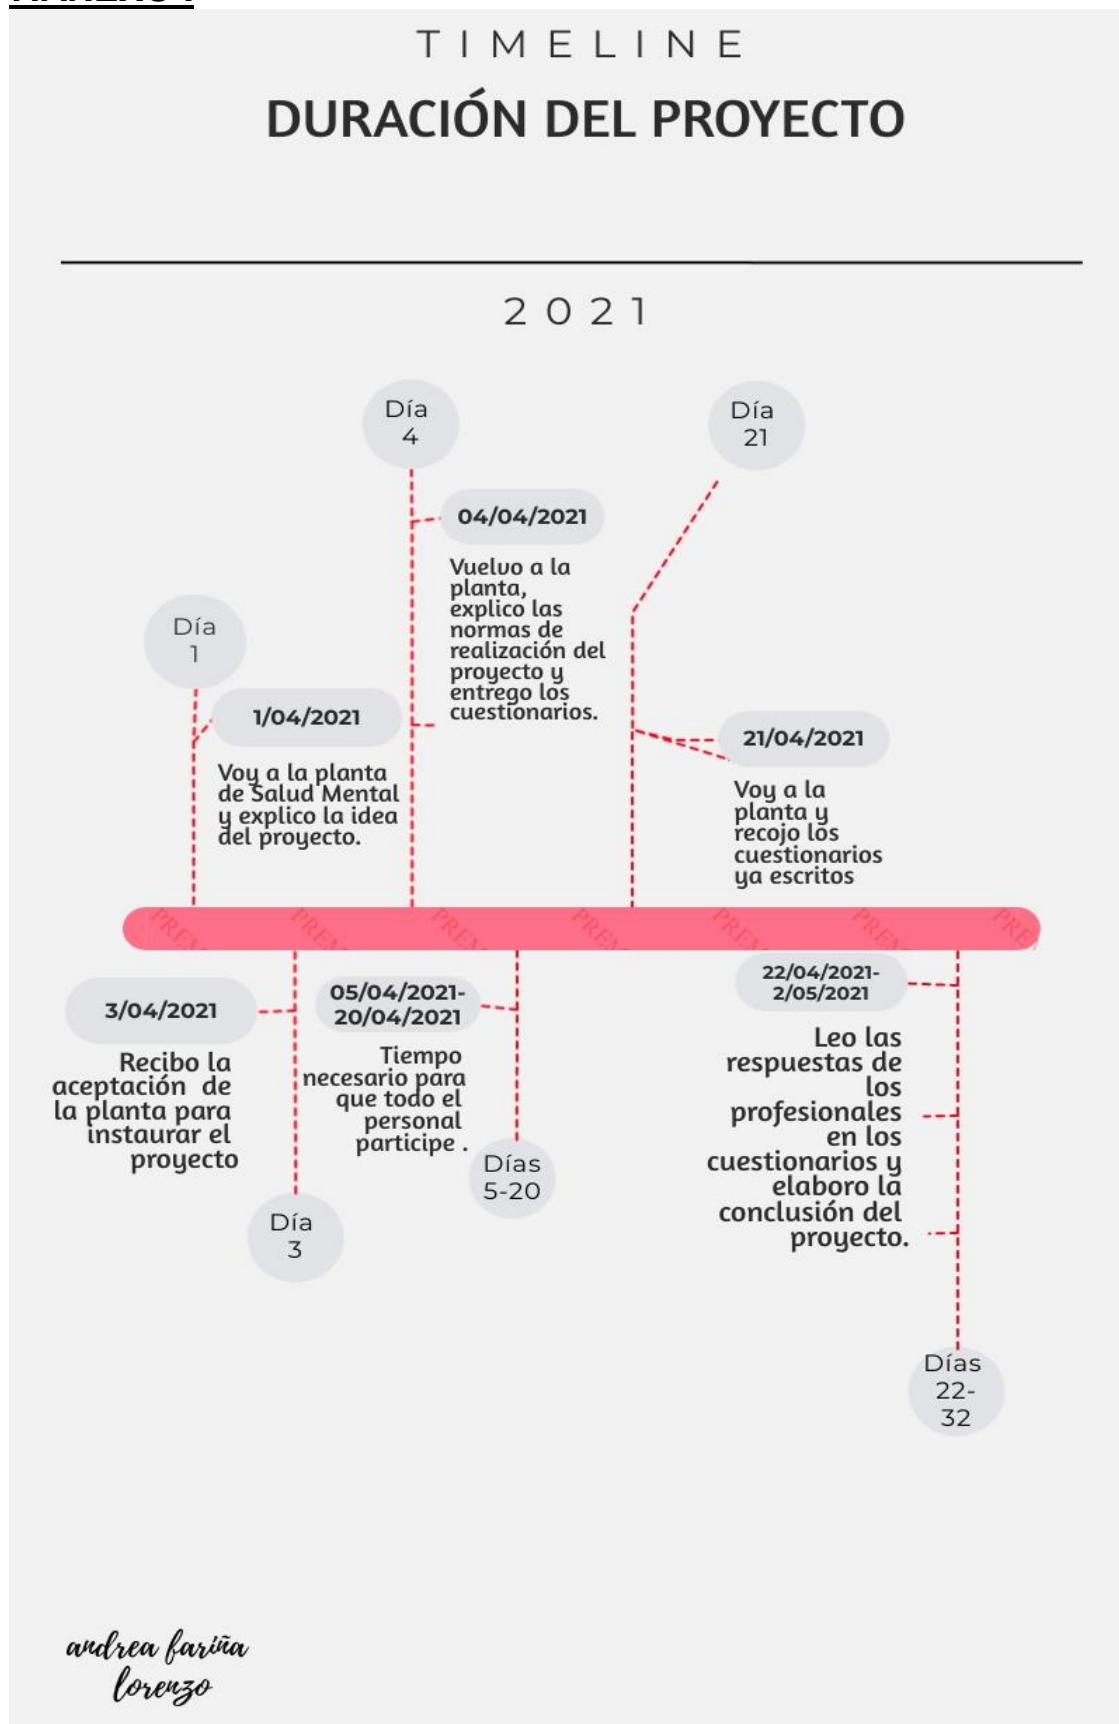 TIMELINE
DURACIÓN DEL PROYECTO
2021
Día
1
1/04/2021
Voy a la planta
de Salud Mental
y explico la idea
del proyecto.
3/04/2021
Recibo la
aceptación de
la planta para
instaurar el
proyecto
Día
3
Día
4
04/04/2021
Vuelvo a la
planta,
explico las
normas de
realización del
proyecto y
entrego los
cuestionarios.
05/04/2021-
20/04/2021
Tiempo
necesario para
que todo el
personal
participe .
Días
5-20
Día
21
21/04/2021
Voy a la
planta y
recojo los
cuestionarios
ya escritos
22/04/2021-
2/05/2021
Leo las
respuestas de
los
profesionales
en los
cuestionarios y
elaboro la
conclusión del
proyecto.
Días
22-
32
andrea fariña
lorenzo